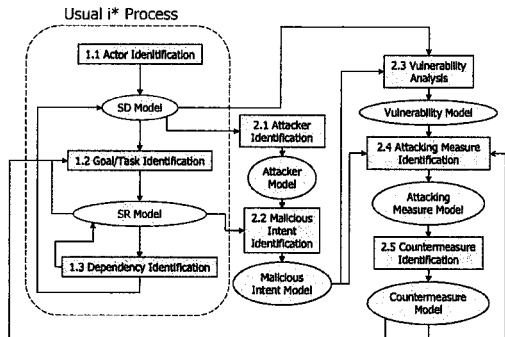 Usual i* Process
1.1 Actor Idenitification
SD Model
1.2 Goal/Task Identification
SR Model
1.3 Dependency Identification
2.1 Attacker
Identification
Attacker
Model
2.2 Malicious
Intent
Identification
Malicious
Intent Model
2.3 Vulnerability
Analysis
Vulnerability Model
2.4 Attacking Measure
Identification
Attacking
Measure Model
2.5 Countermeasure
Identification
Countermeasure
Model